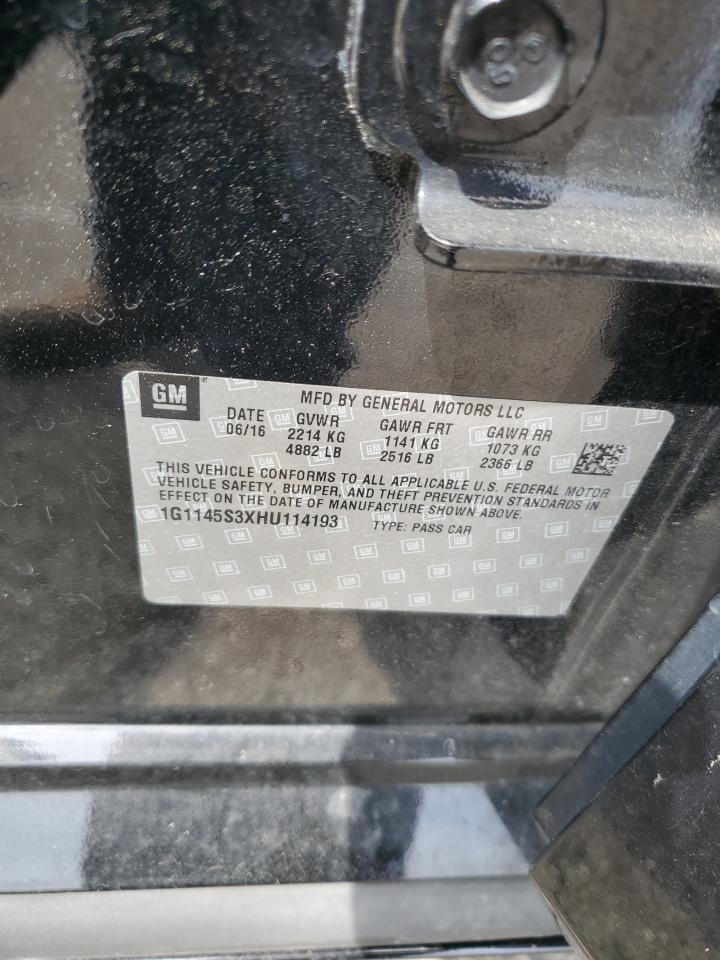 GM
MFD BY GENERAL MOTORS LLC
DATE GVWR GAWR FRT GAWR RR
06/16 2214 KG 1141 KG 1073 KG
4882 LB 2516 LB 2366 LB
THIS VEHICLE CONFORMS TO ALL APPLICABLE U.S. FEDERAL MOTOR
VEHICLE SAFETY, BUMPER, AND THEFT PREVENTION STANDARDS IN
EFFECT ON THE DATE OF MANUFACTURE SHOWN ABOVE.
1G1145S3XHU114193 TYPE: PASS CAR